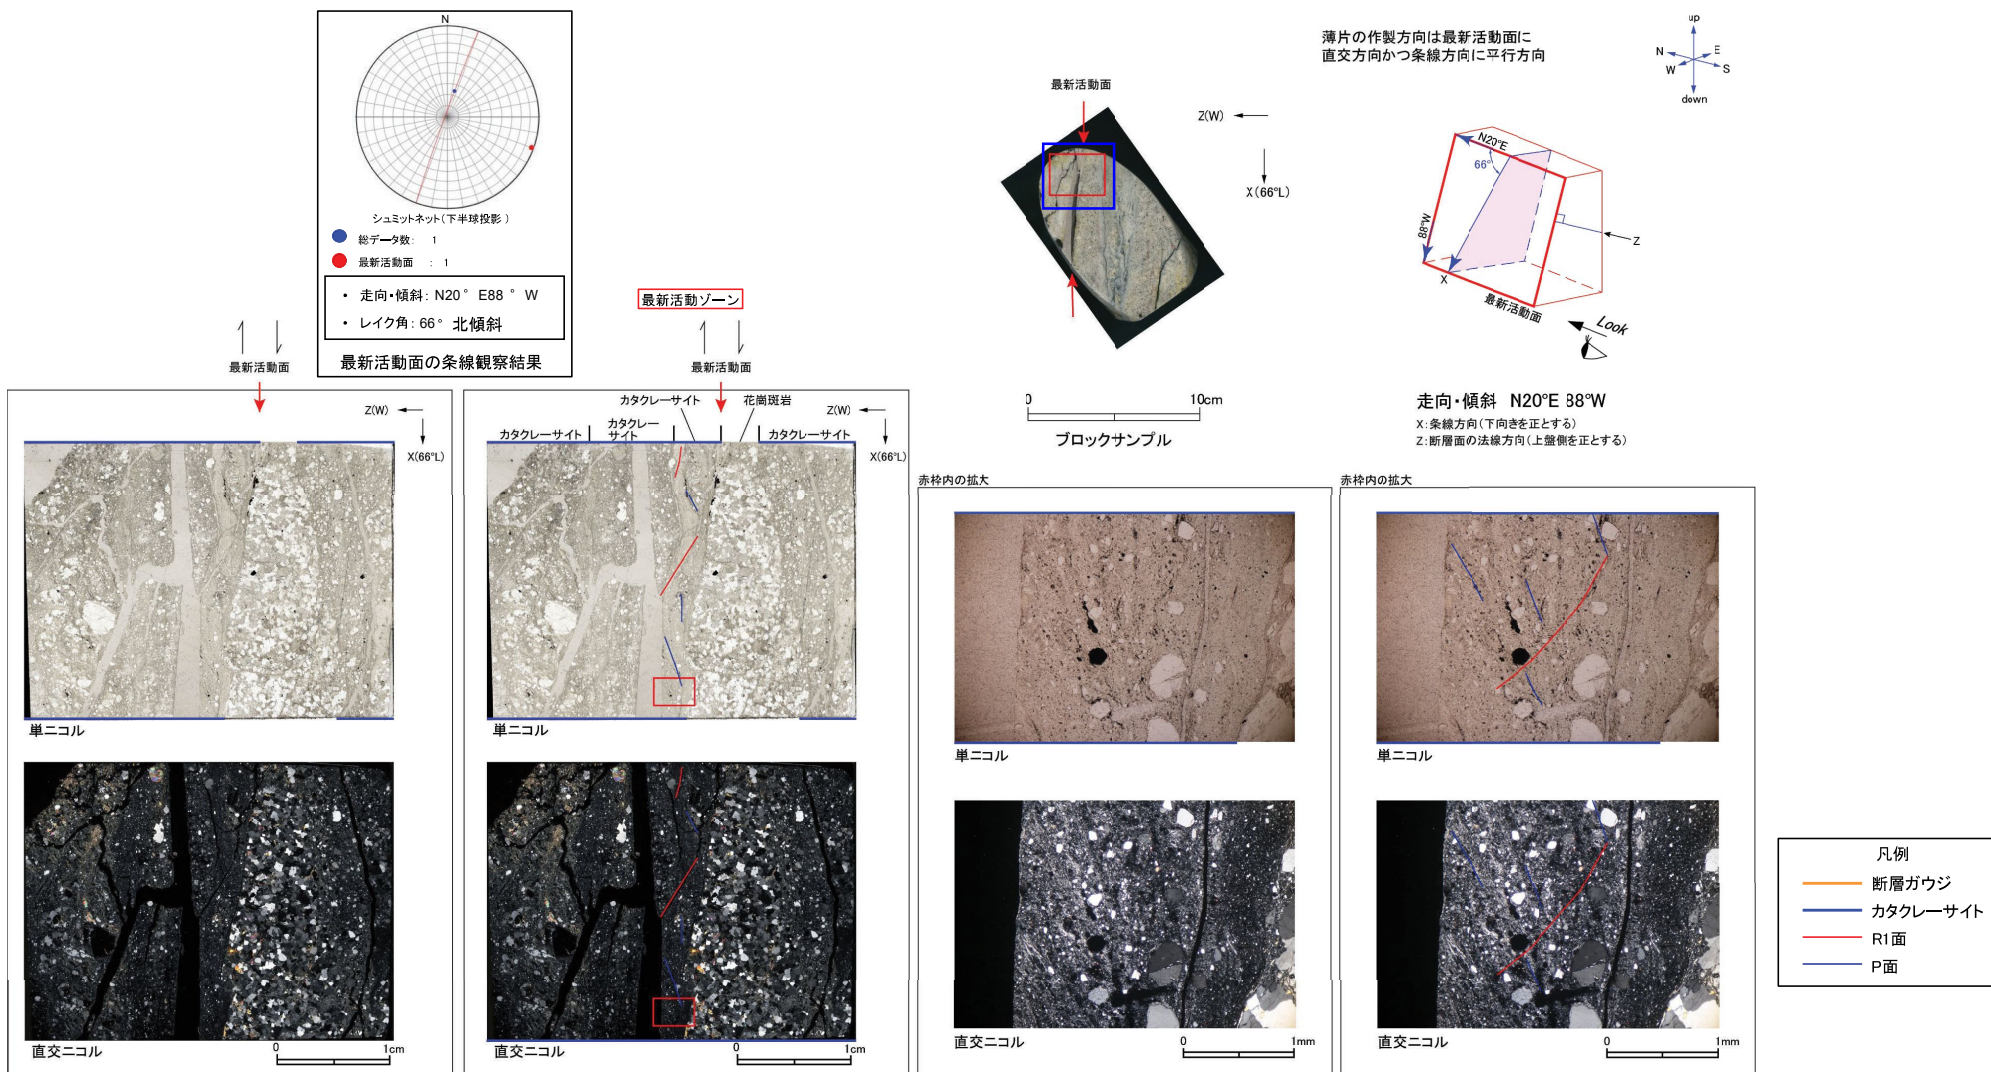 N
シュミットネット(下半球投影)
総データ数: 1
最新活動面 : 1
・ 走向・傾斜: N20°E88°W
・ レイク角: 66° 北傾斜
最新活動面の条線観察結果
最新活動面
Z(W)
X(66°L)
単ニコル
直交ニコル
0 1cm
最新活動ゾーン
最新活動面
カタクレーサイト
花崗斑岩
カタクレーサイト
カタクレー
サイト
カタクレーサイト
Z(W)
X(66°L)
単ニコル
直交ニコル
0 1cm
最新活動面
Z(W)
X(66°L)
0 10cm
ブロックサンプル
薄片の作製方向は最新活動面に
直交方向かつ条線方向に平行方向
up
N
E
W
S
down
N20°E
66°
88°W
Z
X
最新活動面
Look
走向・傾斜 N20°E 88°W
X:条線方向(下向きを正とする)
Z:断層面の法線方向(上盤側を正とする)
赤枠内の拡大
単ニコル
直交ニコル
0 1mm
赤枠内の拡大
単ニコル
直交ニコル
0 1mm
凡例
断層ガウジ
カタクレーサイト
R1面
P面